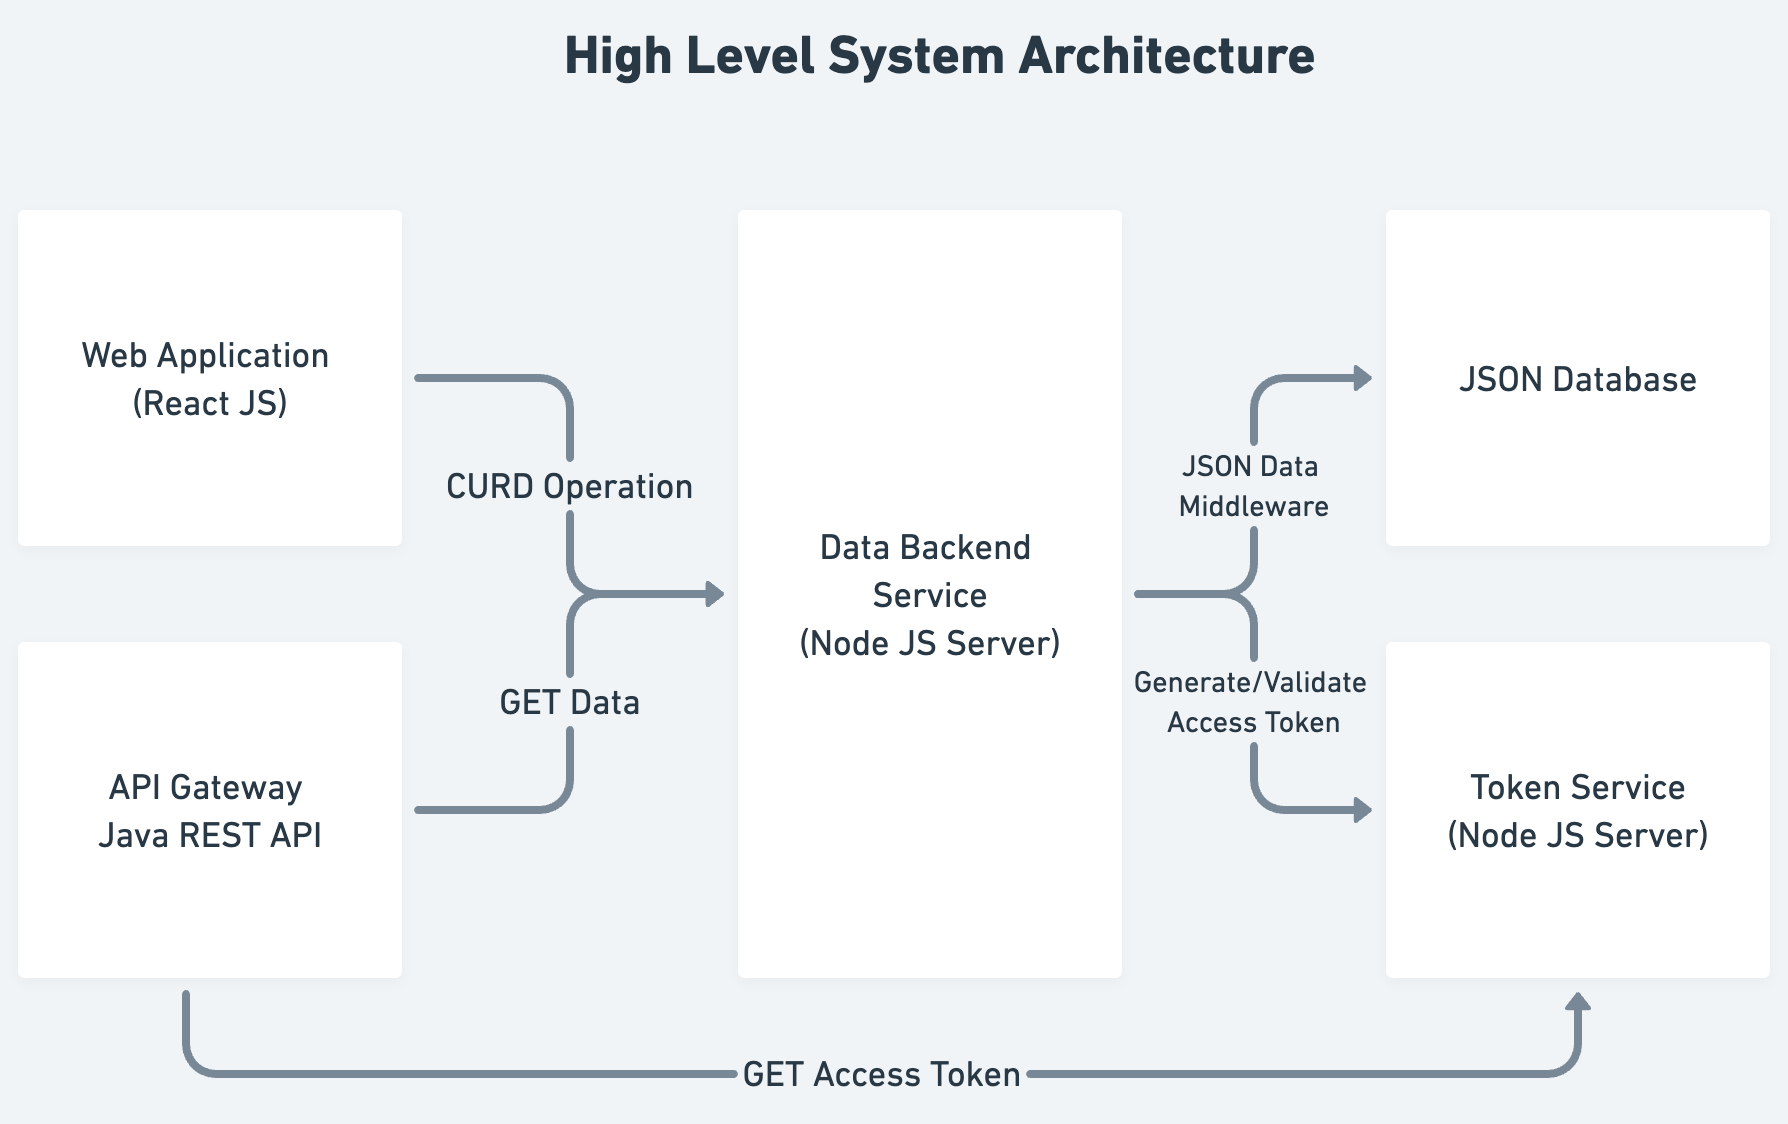 High Level System Architecture
Web Application
(React JS)
CURD Operation
API Gateway
Java REST API
GET Data
Data Backend
Service
(Node JS Server)
JSON Data
Middleware
JSON Database
Generate/Validate
Access Token
Token Service
(Node JS Server)
GET Access Token